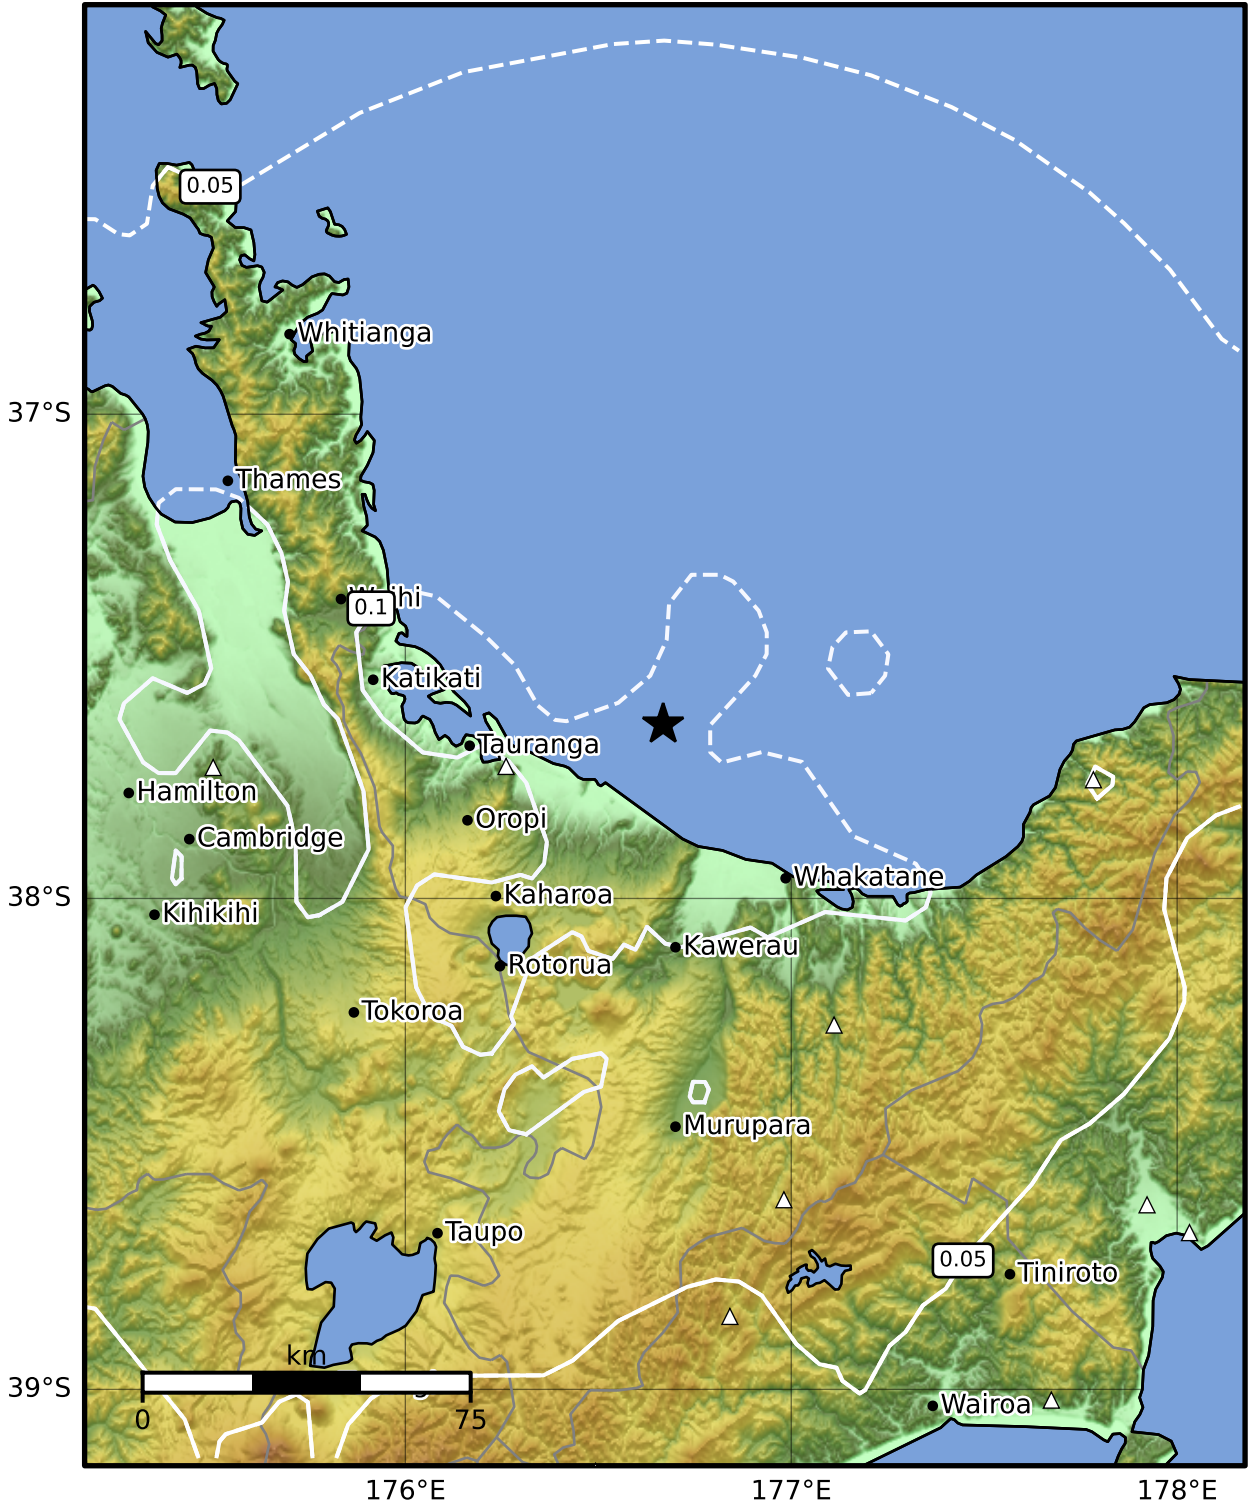 0.05
Whitianga
37°S
Thames
0.1
Katikati
Tauranga
Hamilton
Oropi
Cambridge
Whakatane
38°S
Kaharoa
Kihikihi
Kawerau
Rotorua
Tokoroa
Murupara
Taupo
0.05
Tiniroto
km
39°S
Wairoa
0
75
176°E
177°E
178°E